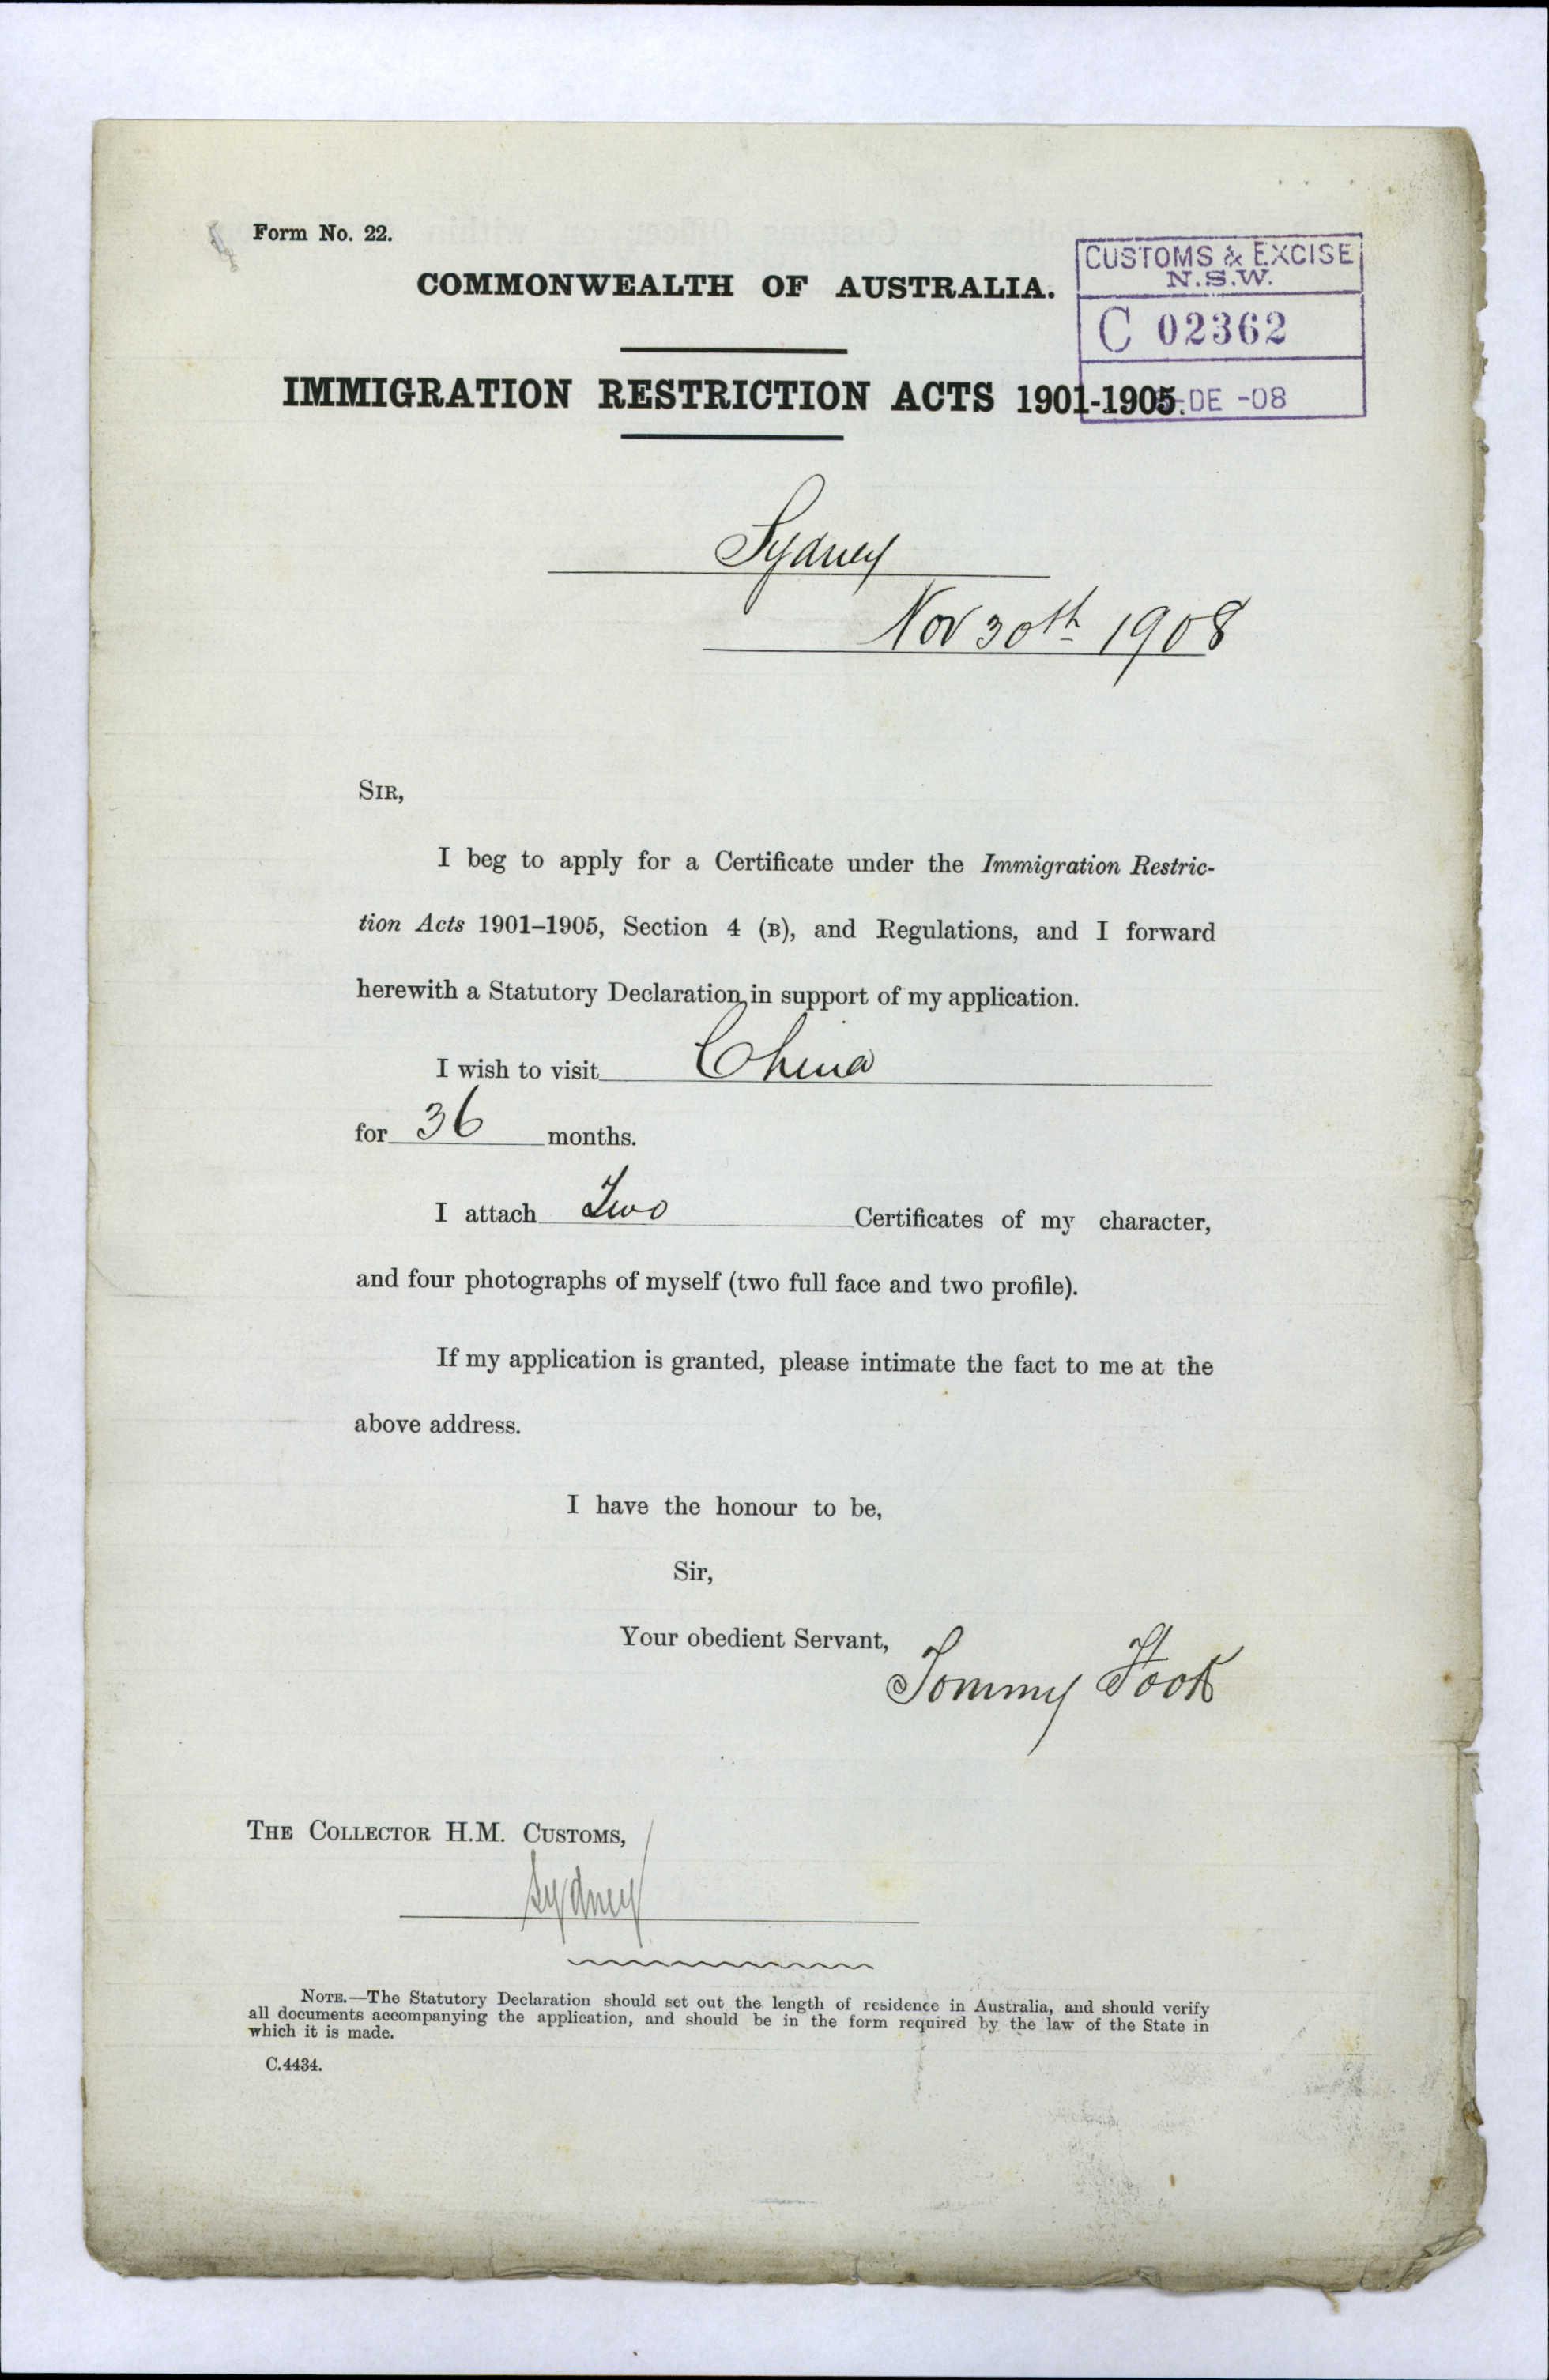 Form No. 22.
COMMONWEALTH OF AUSTRALIA.
CUSTOMS & EXCISE
N.S.W.
C 02362
DE -08
IMMIGRATION RESTRICTION ACTS 1901-1905.
Sydney
Nov 30th 1908
SIR,
I beg to apply for a Certificate under the Immigration Restric-
tion Acts 1901–1905, Section 4 (B), and Regulations, and I forward
herewith a Statutory Declaration in support of my application.
I wish to visit China
for 36 months.
I attach Two Certificates of my character,
and four photographs of myself (two full face and two profile).
If my application is granted, please intimate the fact to me at the
above address.
I have the honour to be,
Sir,
Your obedient Servant,
Tommy Hook
THE COLLECTOR H.M. CUSTOMS,
Sydney
NOTE.—The Statutory Declaration should set out the length of residence in Australia, and should verify
all documents accompanying the application, and should be in the form required by the law of the State in
which it is made.
C.4434.